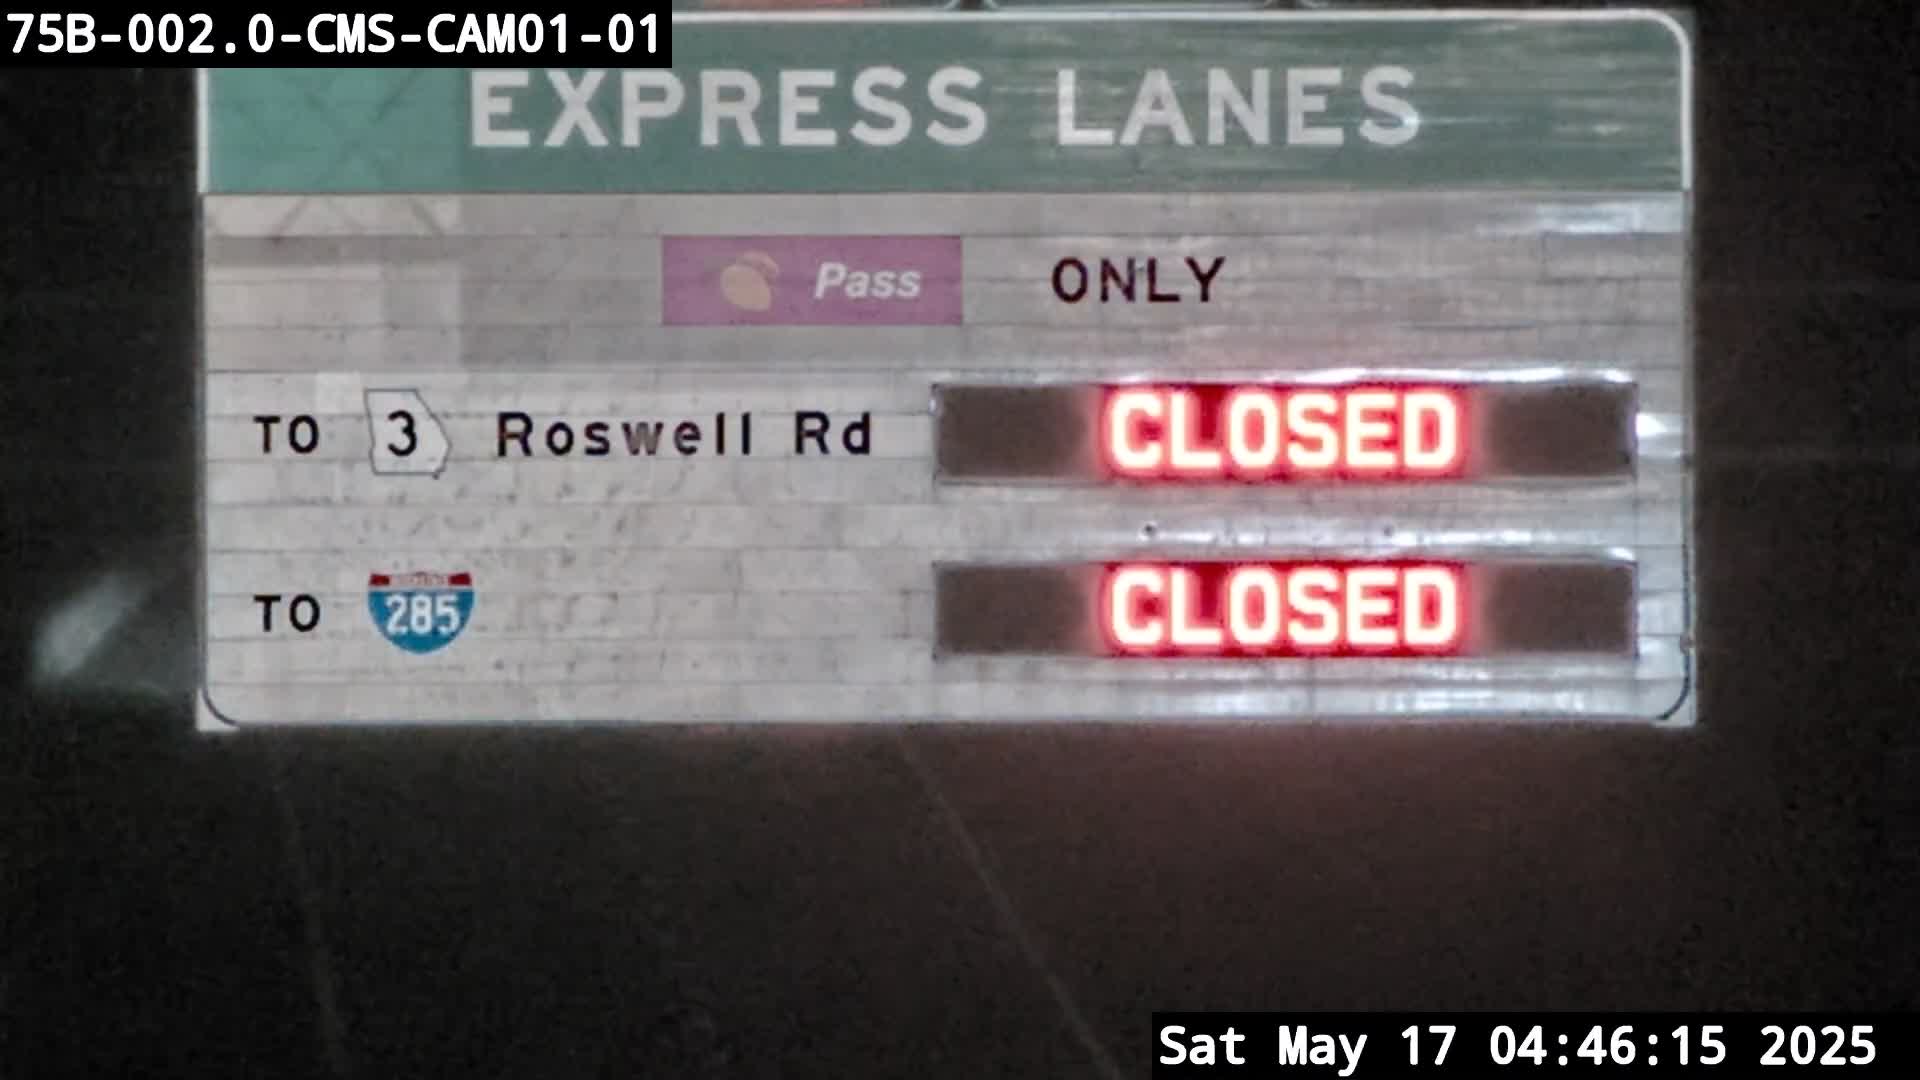 75B-002.0-CMS-CAM01-01
EXPRESS LANES
Pass ONLY
TO 3 Roswell Rd CLOSED
TO 285 CLOSED
Sat May 17 04:46:15 2025